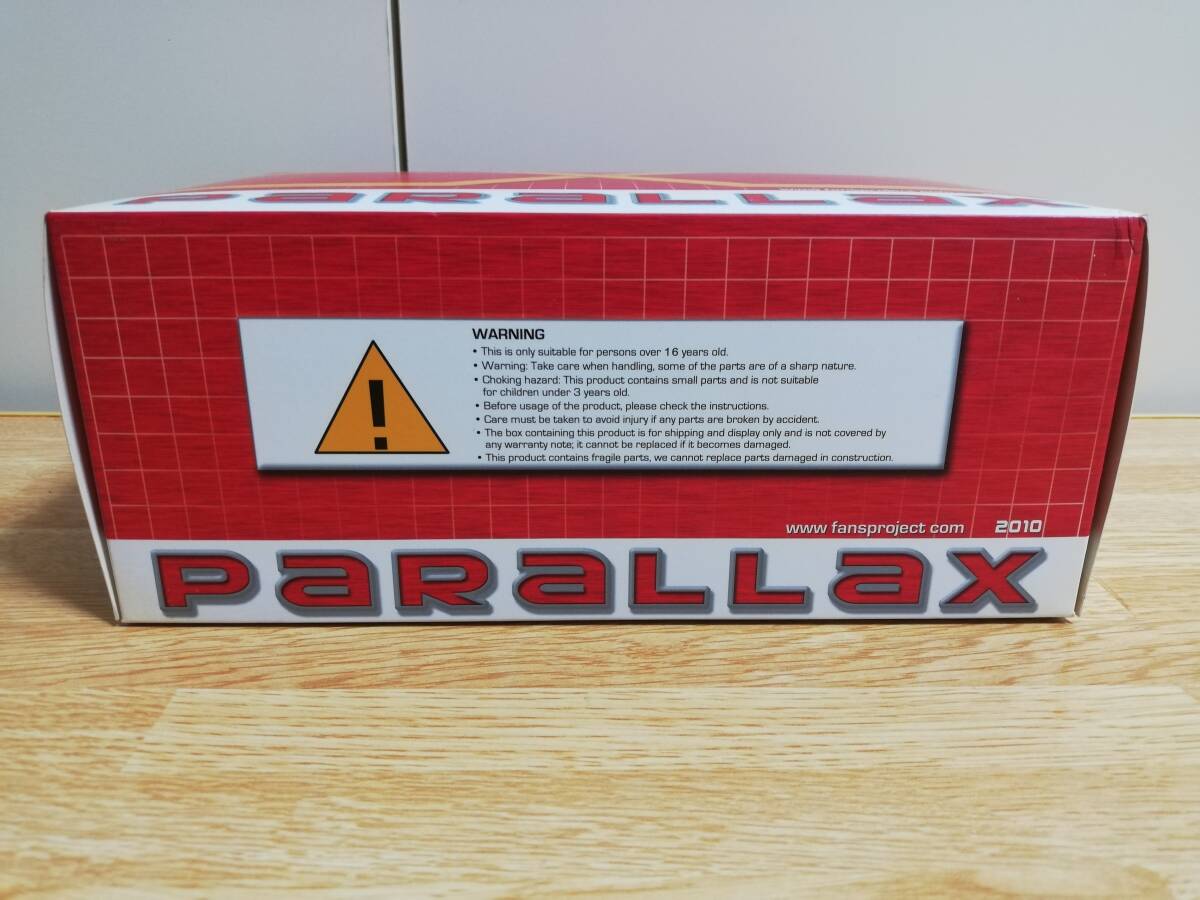 PARALLAX
WARNING
• This is only suitable for persons over 16 years old.
• Warning: Take care when handling, some of the parts are of a sharp nature.
• Choking hazard: This product contains small parts and is not suitable
for children under 3 years old.
• Before usage of the product, please check the instructions.
• Care must be taken to avoid injury if any parts are broken by accident.
• The box containing this product is for shipping and display only and is not covered by
any warranty note; it cannot be replaced if it becomes damaged.
• This product contains fragile parts, we cannot replace parts damaged in construction.
www.fansproject.com 2010
PARALLAX